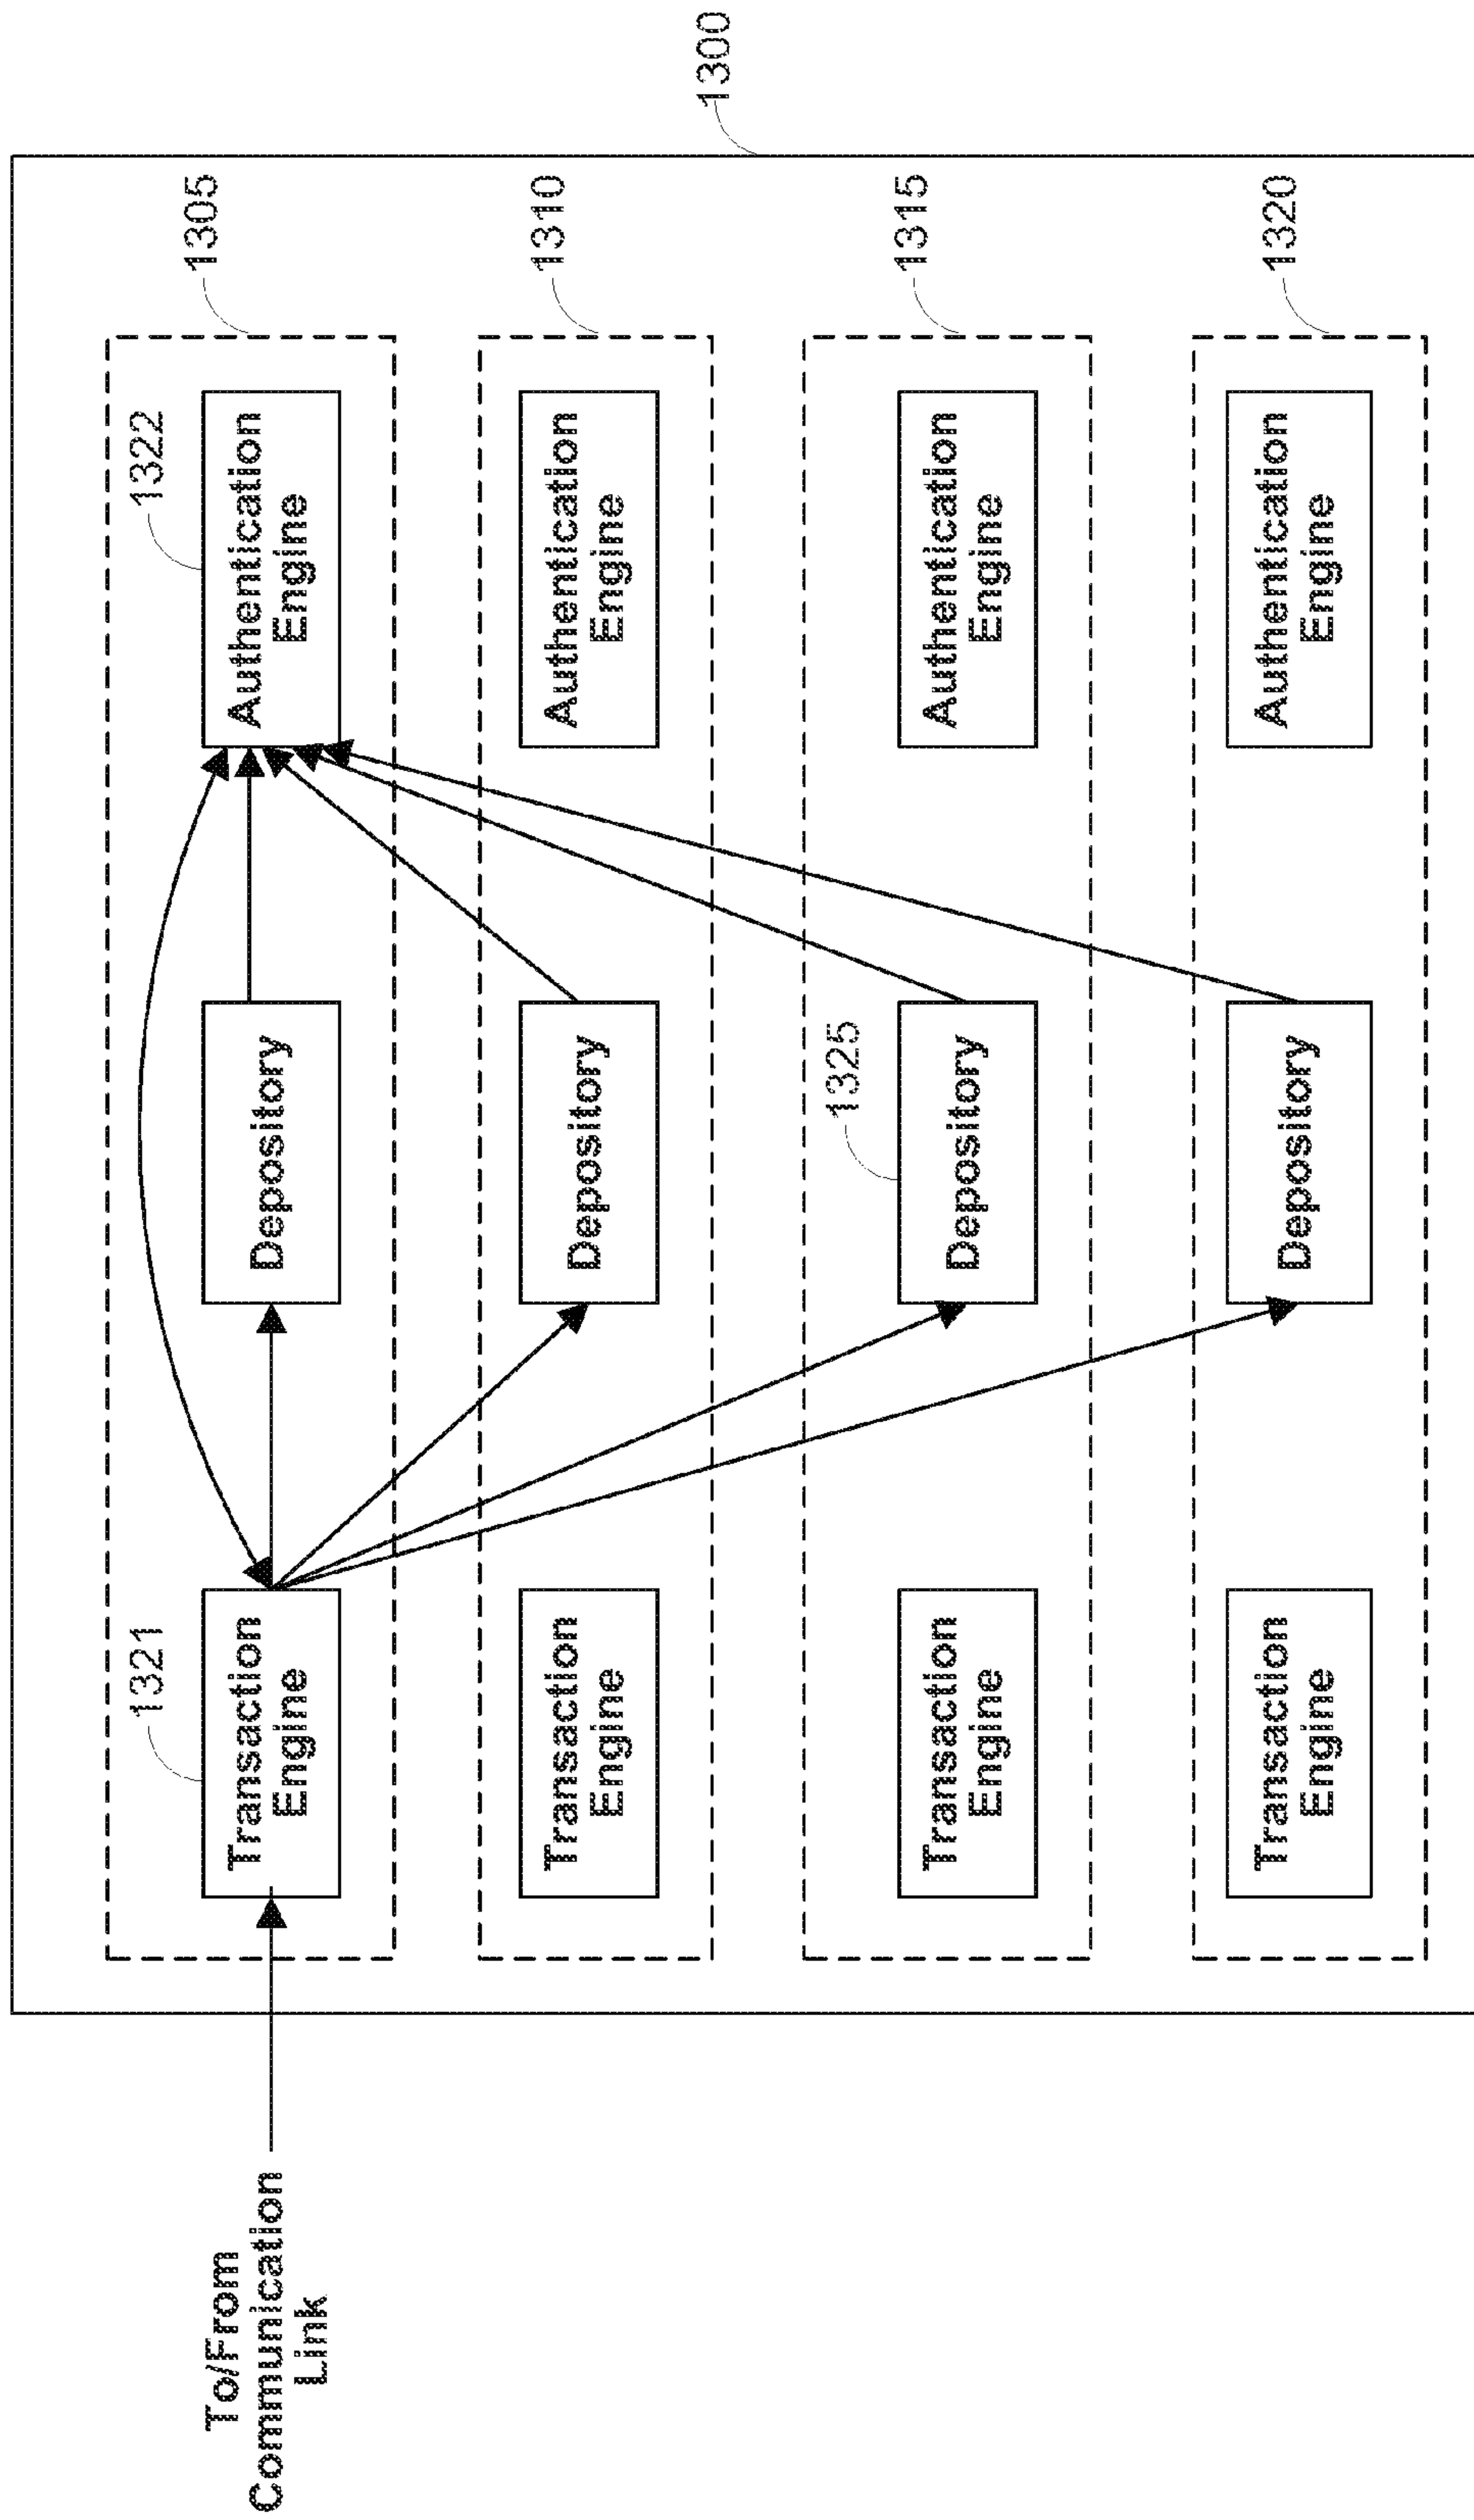 1300
1305
1322
Authentication
Engine
Depository
1321
Transaction
Engine
To/From
Communication
Link
1310
Authentication
Engine
Depository
Transaction
Engine
1315
Authentication
Engine
1325
Depository
Transaction
Engine
1320
Authentication
Engine
Depository
Transaction
Engine